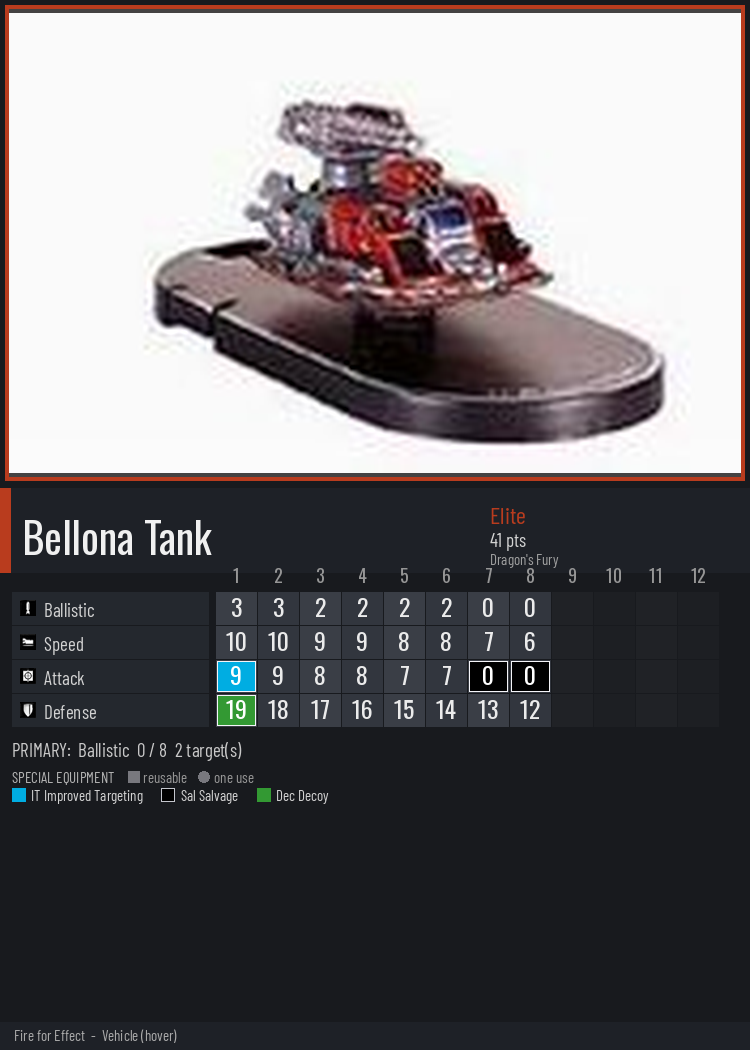 Bellona Tank
Elite
41 pts
Dragon's Fury
1 2 3 4 5 6 7 8 9 10 11 12
Ballistic 3 3 2 2 2 2 0 0
Speed 10 10 9 9 8 8 7 6
Attack 9 9 8 8 7 7 0 0
Defense 19 18 17 16 15 14 13 12
PRIMARY: Ballistic 0 / 8 2 target(s)
SPECIAL EQUIPMENT reusable one use
IT Improved Targeting Sal Salvage Dec Decoy
Fire for Effect - Vehicle (hover)